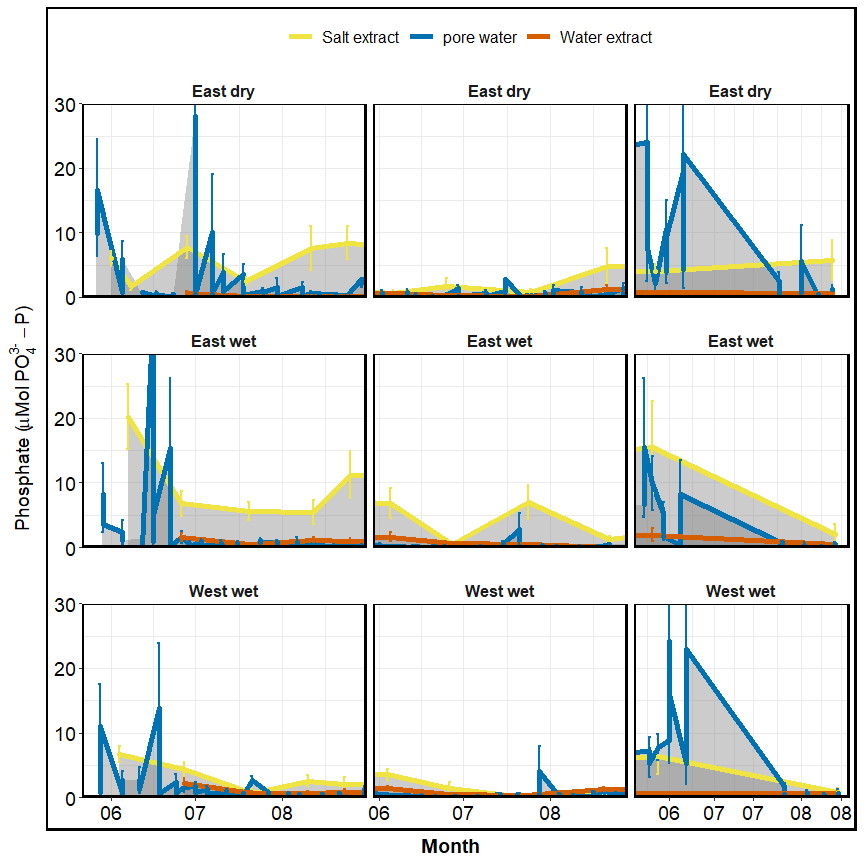 Salt extract pore water Water extract
East dry East dry East dry
30
20
10
0
East wet East wet East wet
30
20
10
0
Phosphate (µMol PO₄³⁻ – P)
West wet West wet West wet
30
20
10
0
06 07 08 06 07 08 06 07 07 08 08
Month